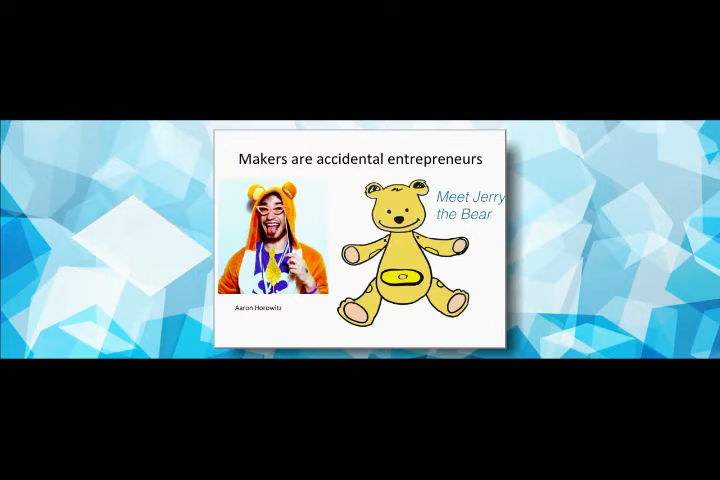 Makers are accidental entrepreneurs
Meet Jerry
the Bear
Aaron Horowitz